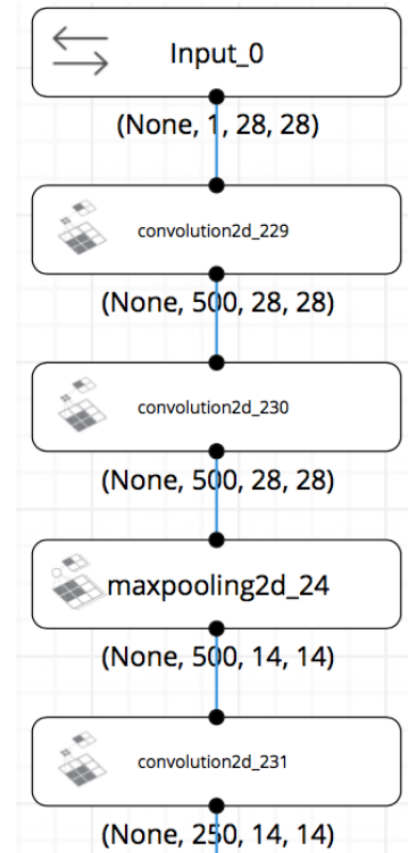 Input_0
(None, 1, 28, 28)
convolution2d_229
(None, 500, 28, 28)
convolution2d_230
(None, 500, 28, 28)
maxpooling2d_24
(None, 500, 14, 14)
convolution2d_231
(None, 250, 14, 14)